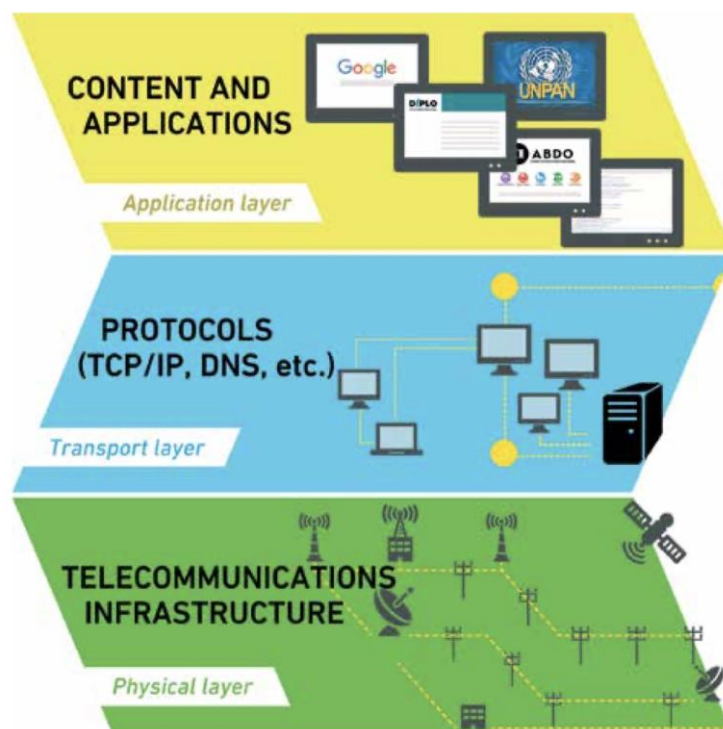 CONTENT AND
APPLICATIONS
Application layer
Google
UNPAN
DIPLO
ABDO
PROTOCOLS
(TCP/IP, DNS, etc.)
Transport layer
TELECOMMUNICATIONS
INFRASTRUCTURE
Physical layer